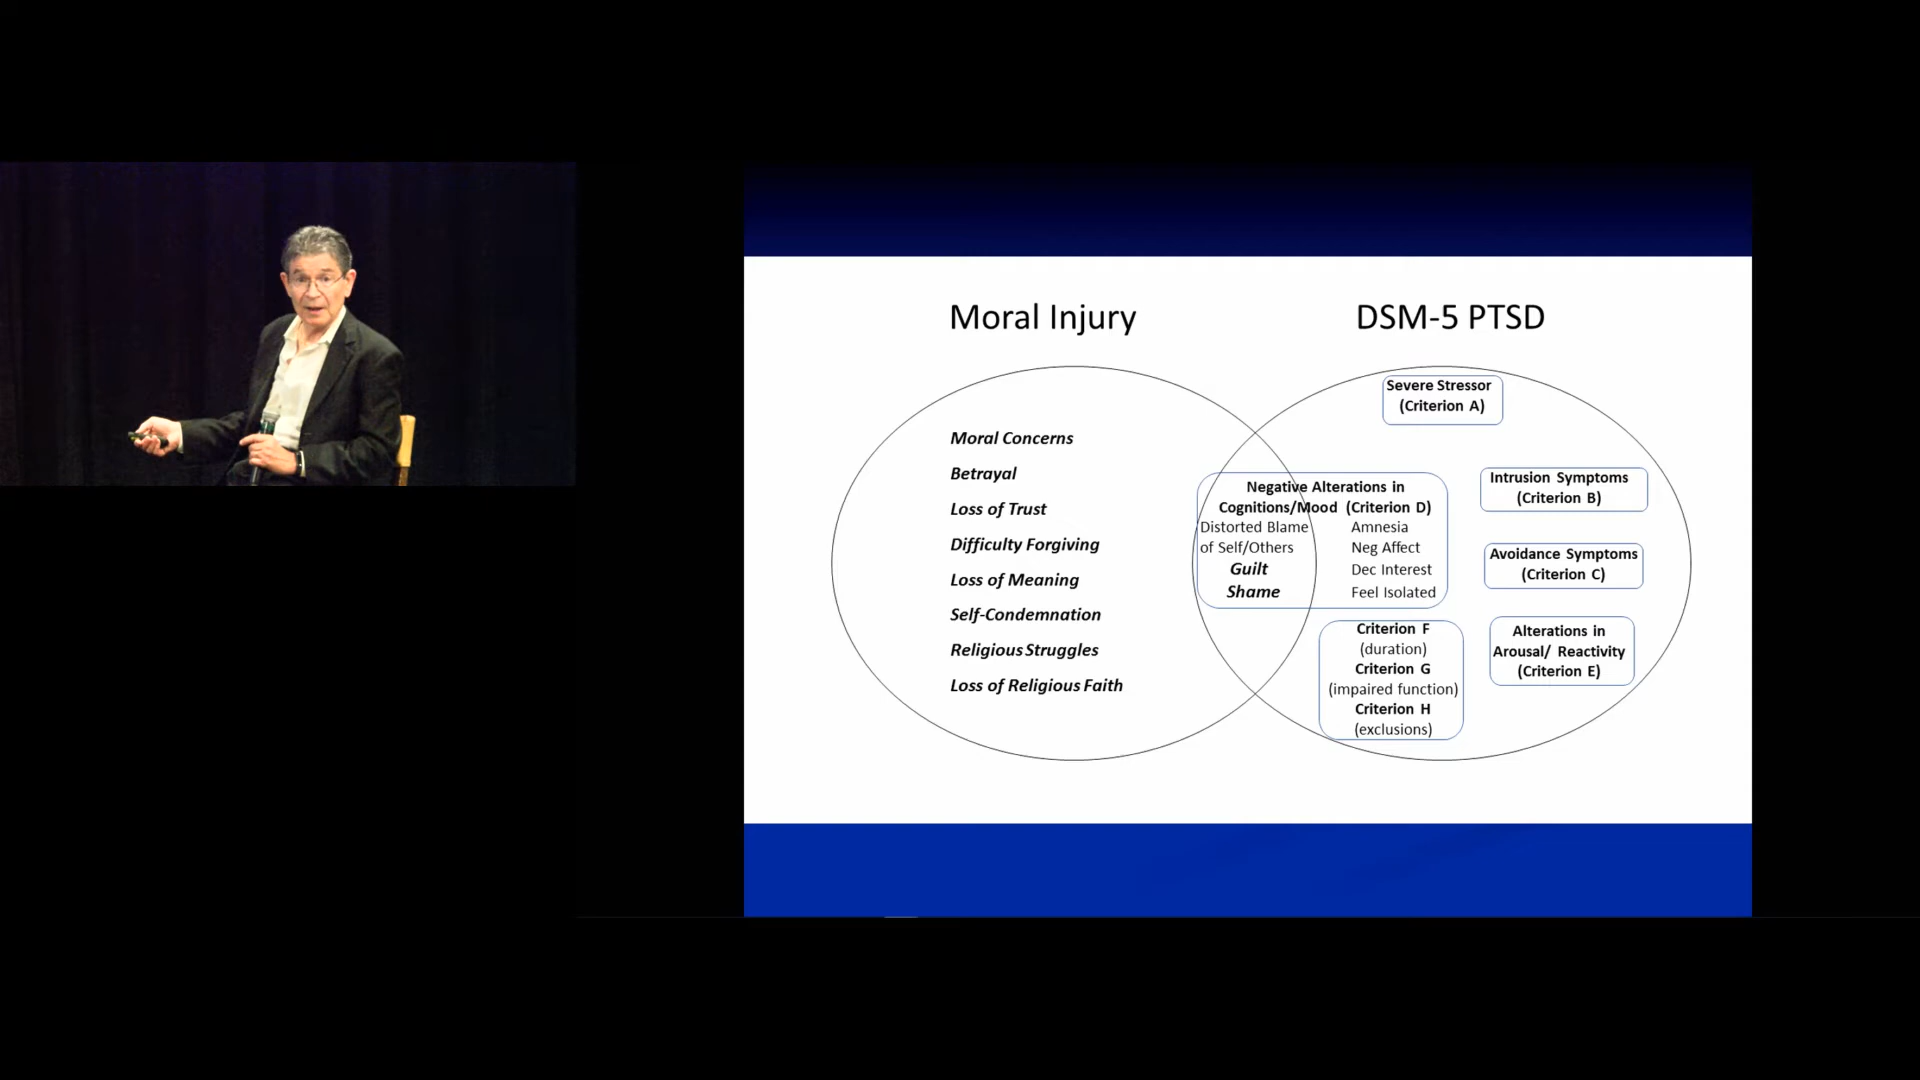 Moral Injury
DSM-5 PTSD
Moral Concerns
Betrayal
Loss of Trust
Difficulty Forgiving
Loss of Meaning
Self-Condemnation
Religious Struggles
Loss of Religious Faith
Negative Alterations in
Cognitions/Mood (Criterion D)
Distorted Blame
of Self/Others
Guilt
Shame
Amnesia
Neg Affect
Dec Interest
Feel Isolated
Severe Stressor
(Criterion A)
Intrusion Symptoms
(Criterion B)
Avoidance Symptoms
(Criterion C)
Alterations in
Arousal/ Reactivity
(Criterion E)
Criterion F
(duration)
Criterion G
(impaired function)
Criterion H
(exclusions)